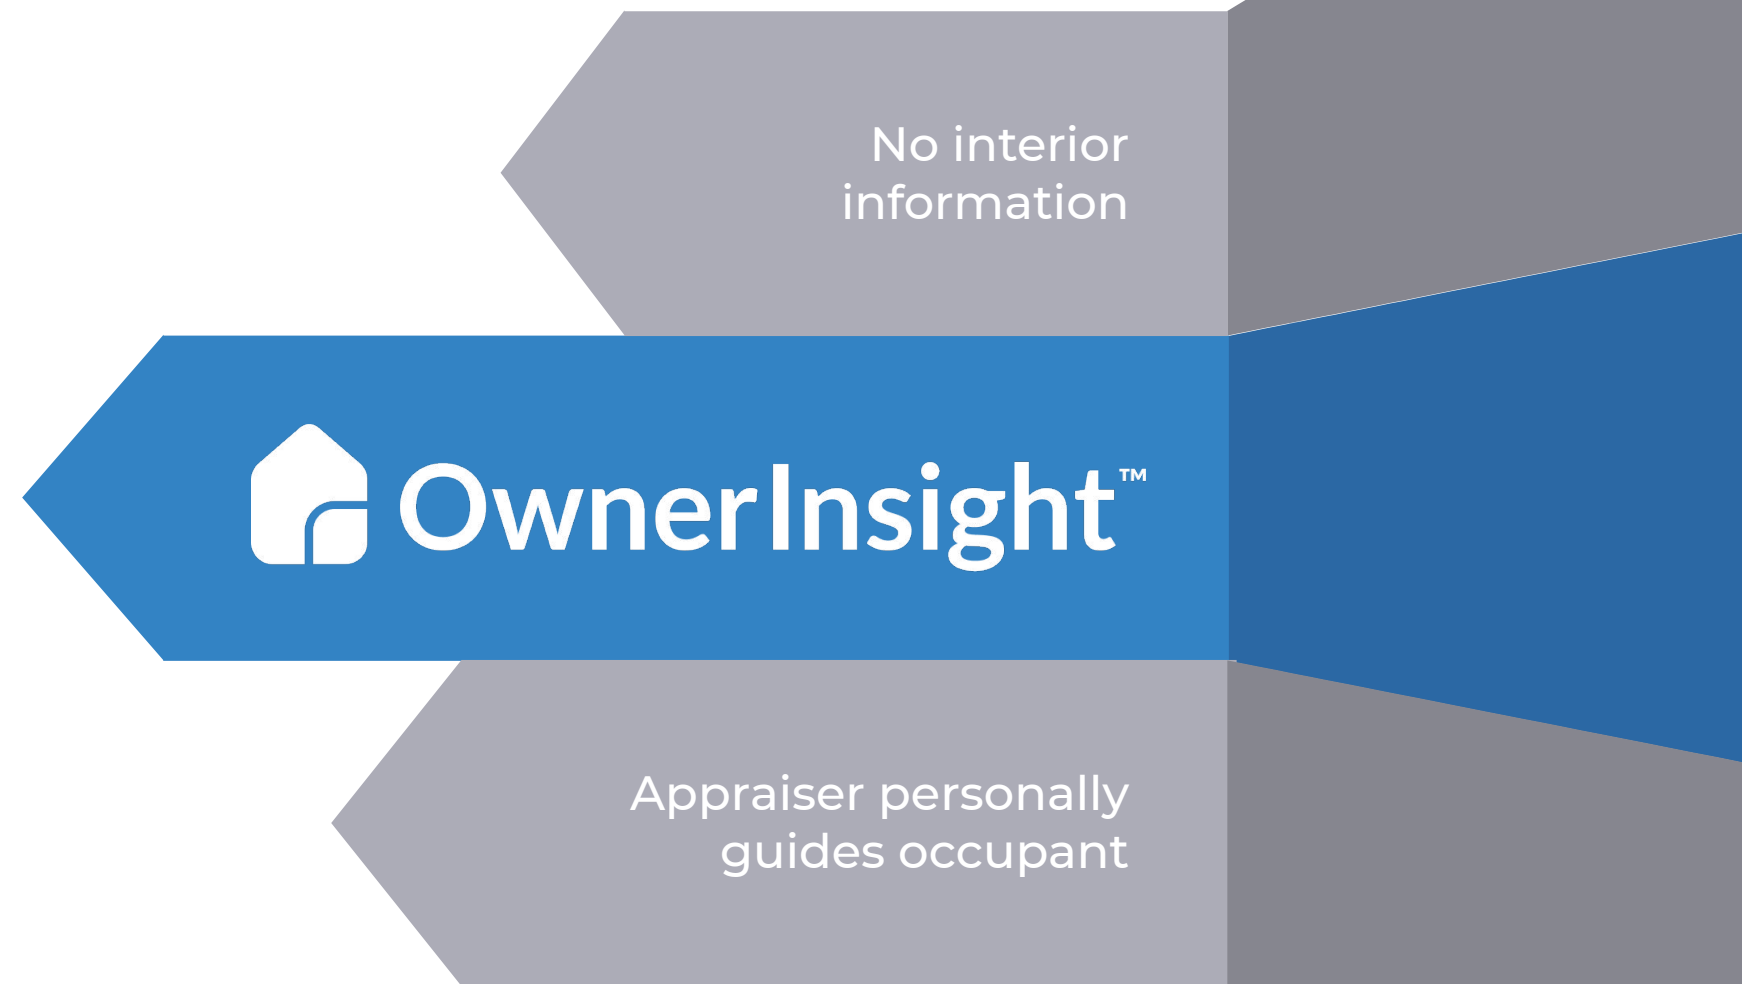 No interior
information
OwnerInsight™
Appraiser personally
guides occupant